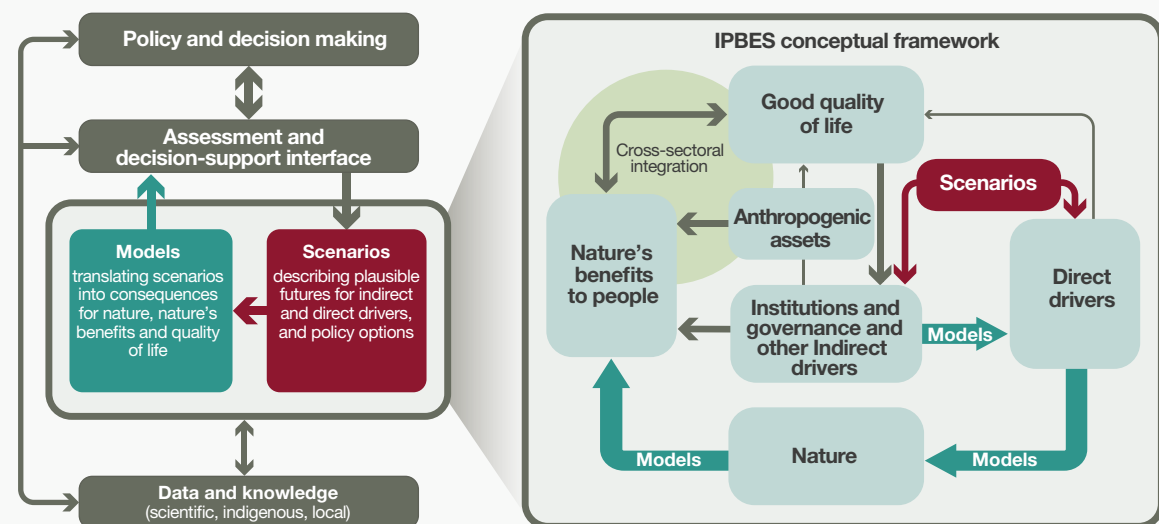 Policy and decision making
Assessment and
decision-support interface
Models
translating scenarios
into consequences
for nature, nature's
benefits and quality
of life
Scenarios
describing plausible
futures for indirect
and direct drivers,
and policy options
Data and knowledge
(scientific, indigenous, local)
IPBES conceptual framework
Good quality
of life
Cross-sectoral
integration
Scenarios
Anthropogenic
assets
Nature's
benefits
to people
Direct
drivers
Institutions and
governance and
other Indirect
drivers
Models
Nature
Models
Models